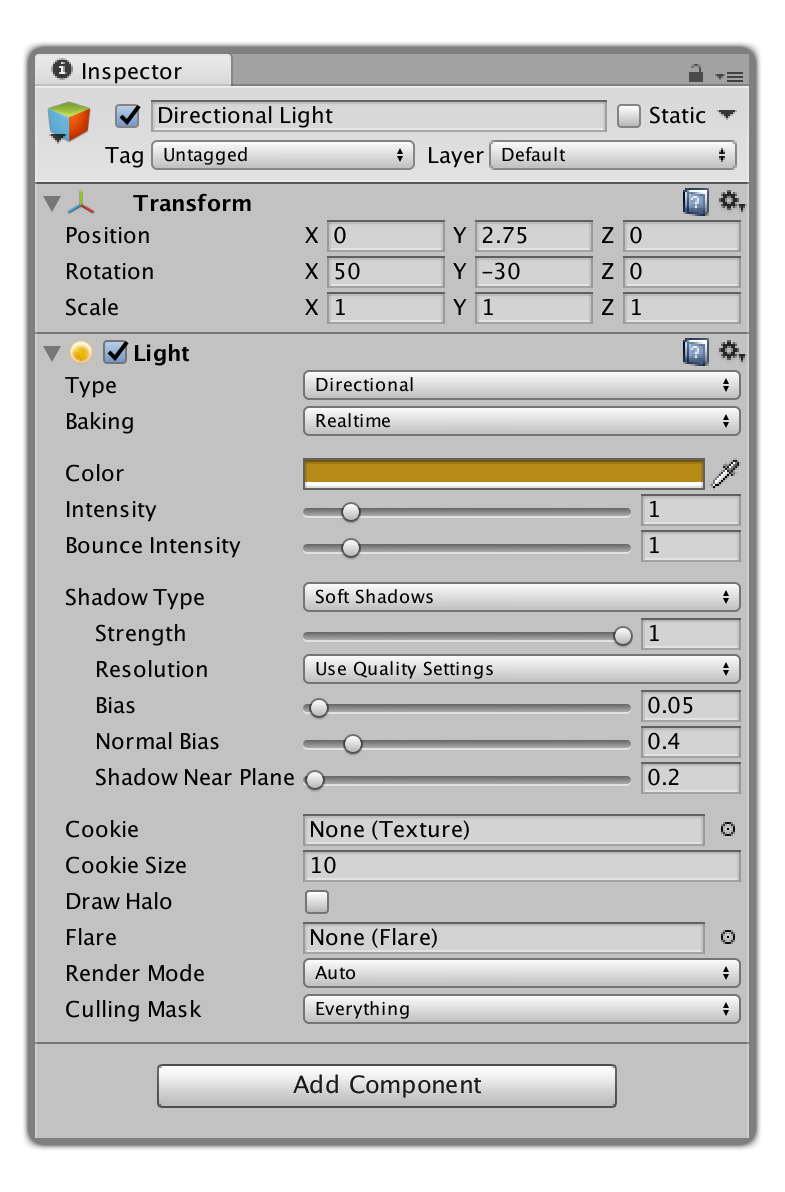 Inspector
Directional Light Static
Tag Untagged Layer Default
Transform
Position X 0 Y 2.75 Z 0
Rotation X 50 Y -30 Z 0
Scale X 1 Y 1 Z 1
Light
Type Directional
Baking Realtime
Color
Intensity 1
Bounce Intensity 1
Shadow Type Soft Shadows
Strength 1
Resolution Use Quality Settings
Bias 0.05
Normal Bias 0.4
Shadow Near Plane 0.2
Cookie None (Texture)
Cookie Size 10
Draw Halo
Flare None (Flare)
Render Mode Auto
Culling Mask Everything
Add Component